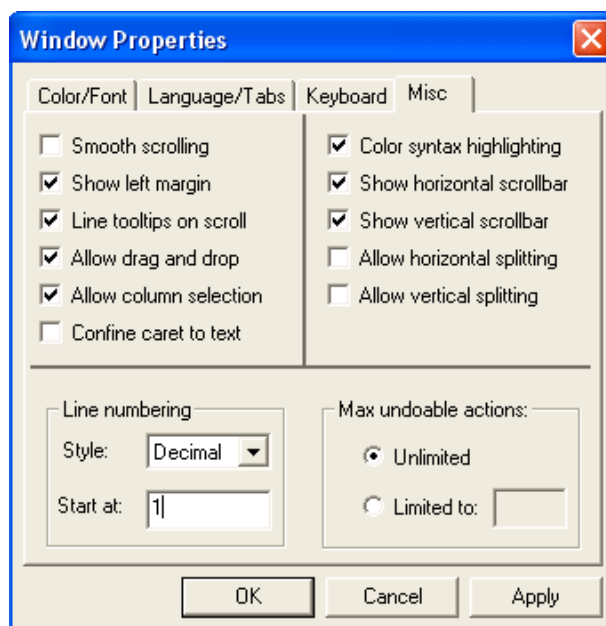 Window Properties
Color/Font Language/Tabs Keyboard Misc
Smooth scrolling
Show left margin
Line tooltips on scroll
Allow drag and drop
Allow column selection
Confine caret to text
Color syntax highlighting
Show horizontal scrollbar
Show vertical scrollbar
Allow horizontal splitting
Allow vertical splitting
Line numbering
Style: Decimal
Start at: 1
Max undoable actions:
Unlimited
Limited to:
OK Cancel Apply